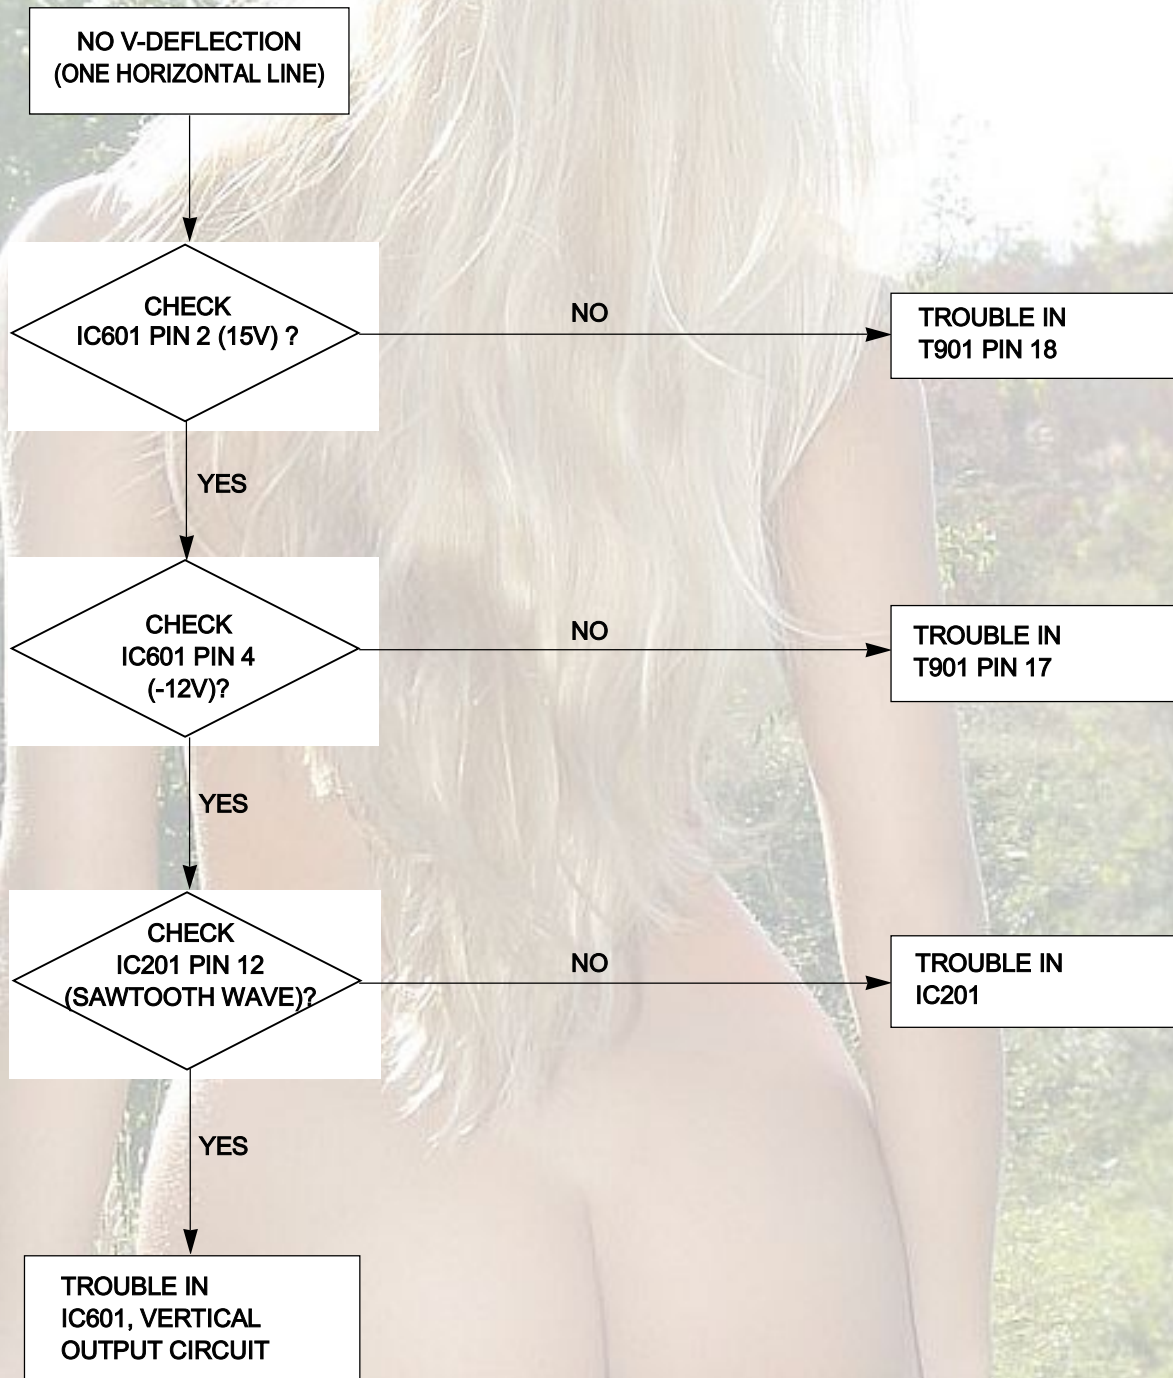 NO V-DEFLECTION
(ONE HORIZONTAL LINE)
CHECK
IC601 PIN 2 (15V) ?
NO
TROUBLE IN
T901 PIN 18
YES
CHECK
IC601 PIN 4
(-12V)?
NO
TROUBLE IN
T901 PIN 17
YES
CHECK
IC201 PIN 12
(SAWTOOTH WAVE)?
NO
TROUBLE IN
IC201
YES
TROUBLE IN
IC601, VERTICAL
OUTPUT CIRCUIT